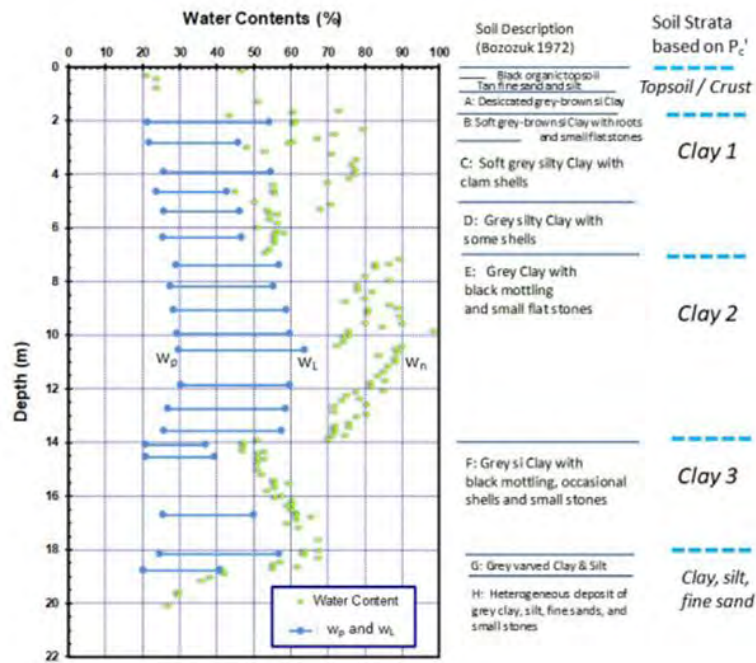 Water Contents (%)
0 10 20 30 40 50 60 70 80 90 100
0
2
4
6
8
10
12
14
16
18
20
22
Depth (m)
wp
wL
wn
Water Content
wp and wL
Soil Description
(Bozozuk 1972)
Black organic topsoil
Tan fine sand and silt
A: Desiccated grey-brown si Clay
B: Soft grey-brown si Clay with roots
and small flat stones
C: Soft grey silty Clay with
clam shells
D: Grey silty Clay with
some shells
E: Grey Clay with
black mottling
and small flat stones
F: Grey si Clay with
black mottling, occasional
shells and small stones
G: Grey varved Clay & Silt
H: Heterogeneous deposit of
grey clay, silt, fine sands, and
small stones
Soil Strata
based on Pc'
Topsoil / Crust
Clay 1
Clay 2
Clay 3
Clay, silt,
fine sand